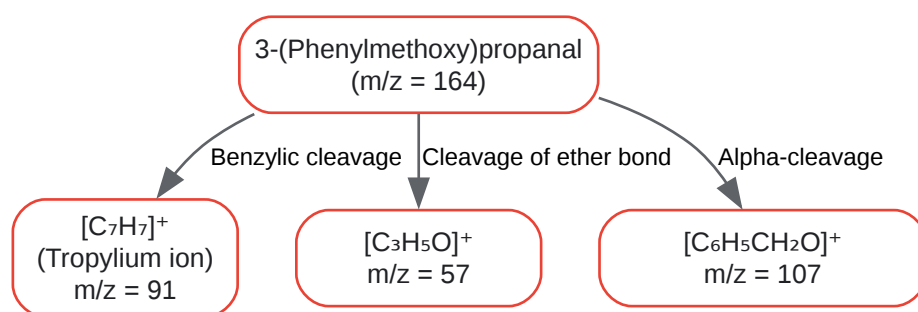 3-(Phenylmethoxy)propanal
(m/z = 164)
Benzylic cleavage
Cleavage of ether bond
Alpha-cleavage
[C₇H₇]⁺
(Tropylium ion)
m/z = 91
[C₃H₅O]⁺
m/z = 57
[C₆H₅CH₂O]⁺
m/z = 107